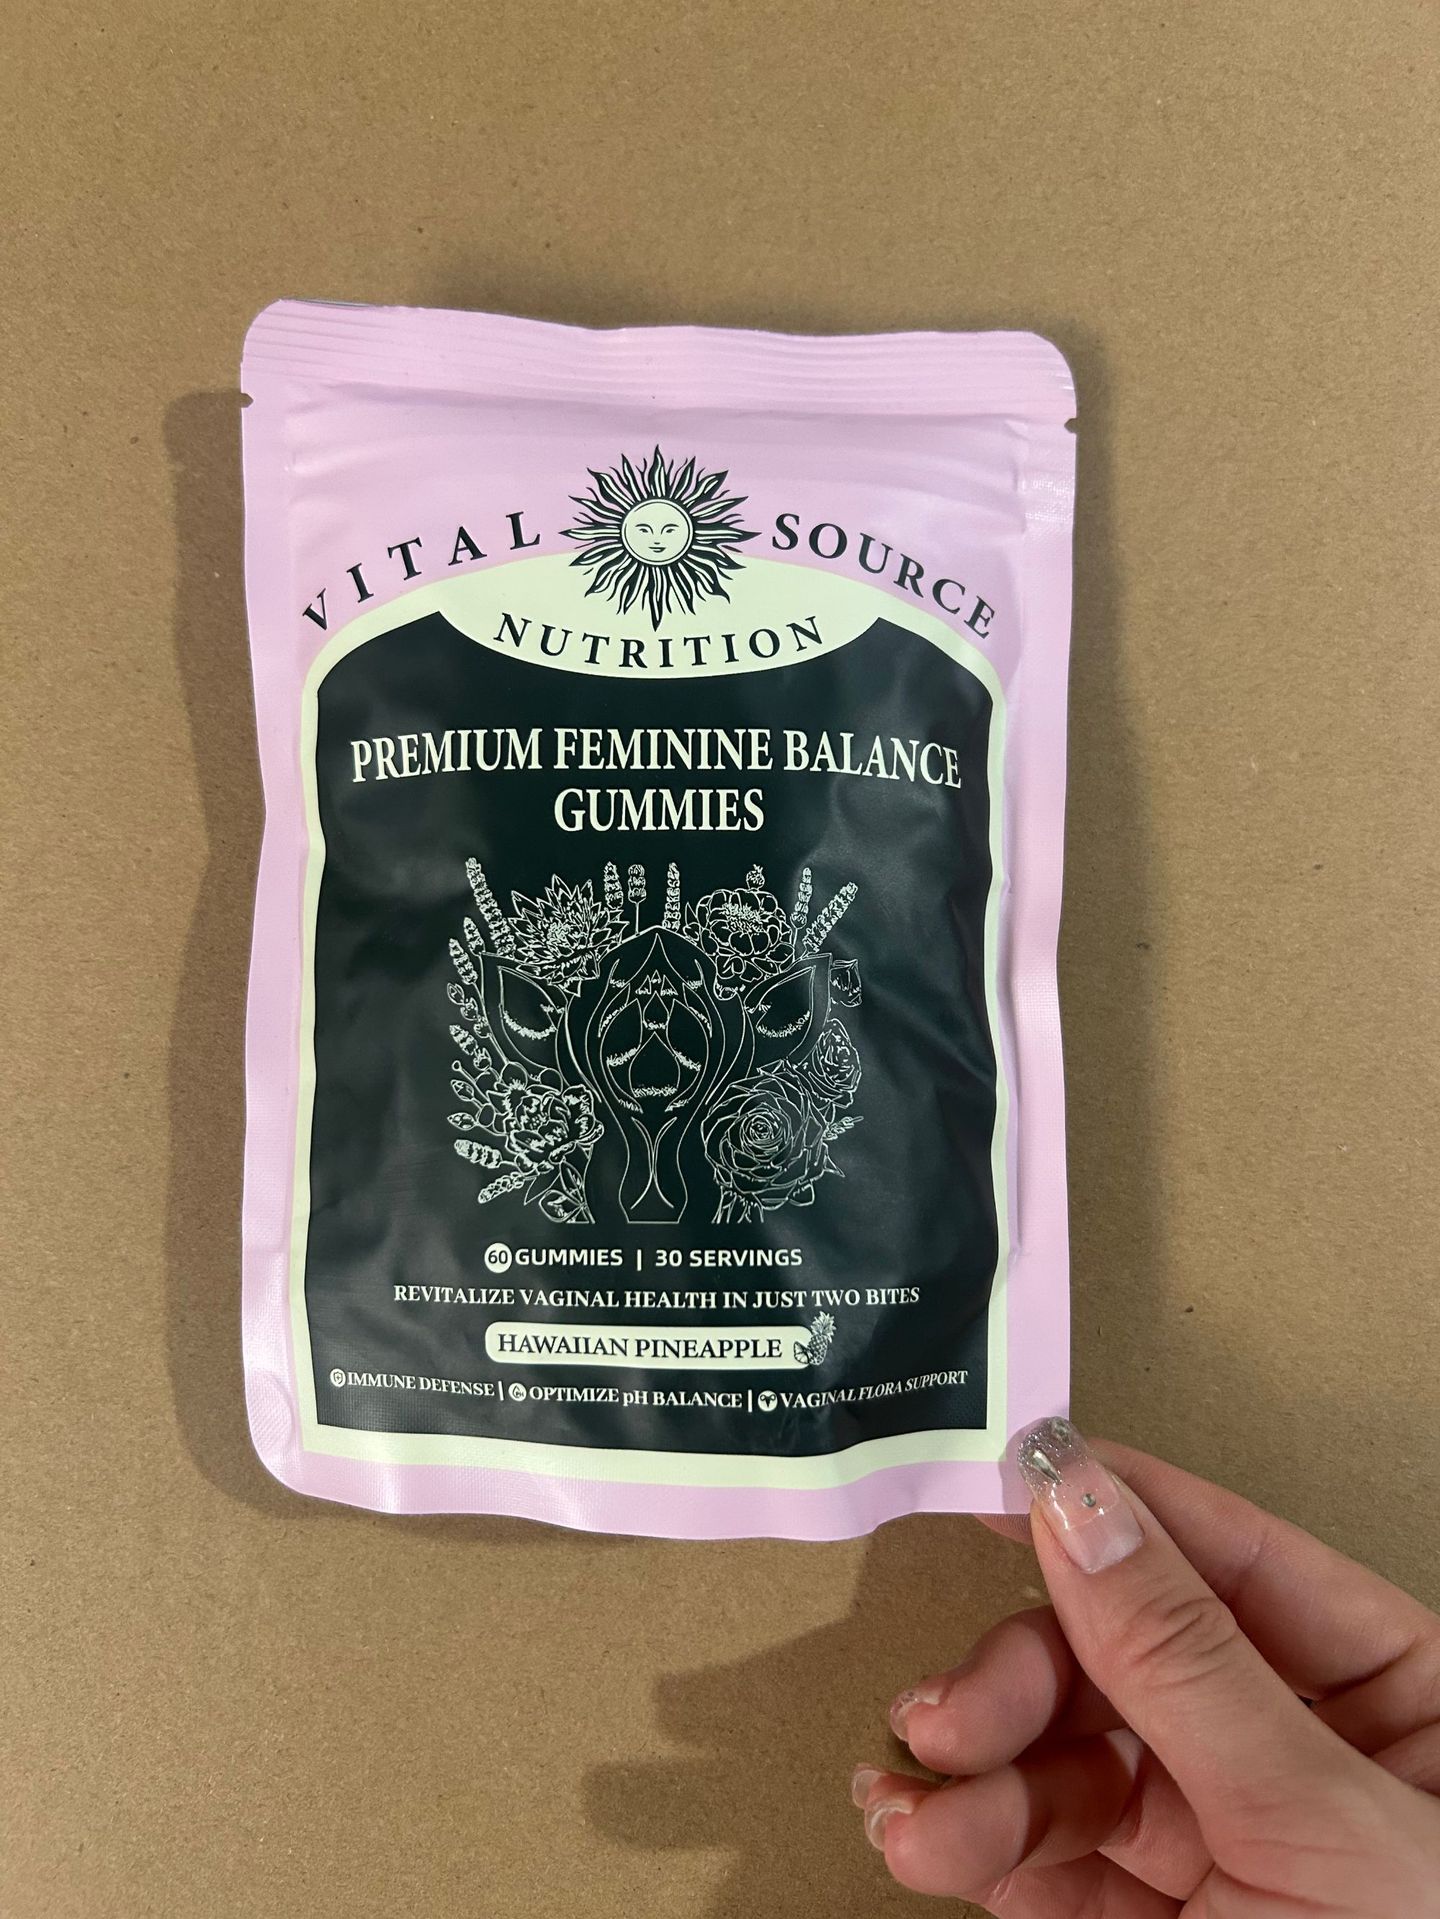 VITAL SOURCE
NUTRITION
PREMIUM FEMININE BALANCE
GUMMIES
60 GUMMIES | 30 SERVINGS
REVITALIZE VAGINAL HEALTH IN JUST TWO BITES
HAWAIIAN PINEAPPLE
IMMUNE DEFENSE | OPTIMIZE pH BALANCE | VAGINAL FLORA SUPPORT